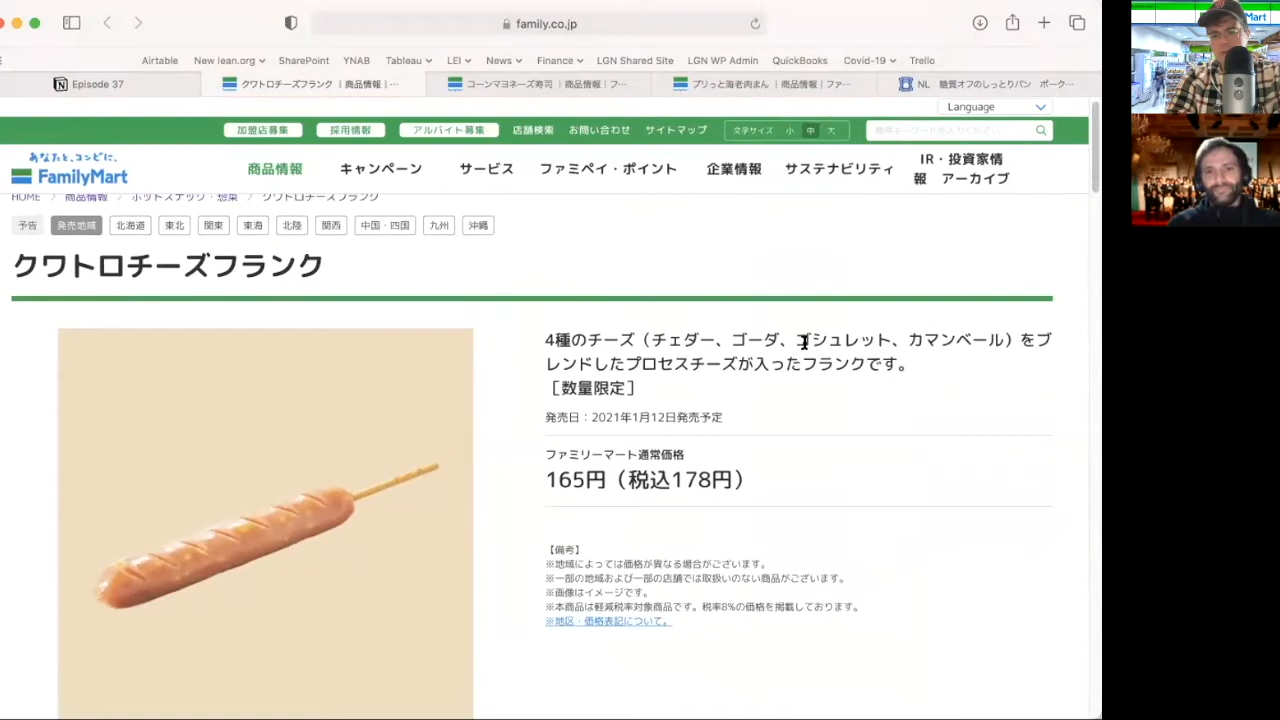 family.co.jp
Airtable New lean.org SharePoint YNAB Tableau LEI News Finance LGN Shared Site LGN WP Admin QuickBooks Covid-19 Trello
Episode 37 クワトロチーズフランク | 商品情報 | … コーンマヨネーズ寿司 | 商品情報 | フ… プリっと海老肉まん | 商品情報 | ファ… NL 糖質オフのしっとりパン ポーク…
Language
加盟店募集 採用情報 アルバイト募集 店舗検索 お問い合わせ サイトマップ 文字サイズ 小 中 大 検索キーワードを入力ください
あなたと、コンビに、
FamilyMart 商品情報 キャンペーン サービス ファミペイ・ポイント 企業情報 サステナビリティ IR・投資家情報 アーカイブ
HOME 商品情報 ホットスナック・惣菜 クワトロチーズフランク
予告 発売地域 北海道 東北 関東 東海 北陸 関西 中国・四国 九州 沖縄
クワトロチーズフランク
4種のチーズ（チェダー、ゴーダ、ゴシュレット、カマンベール）をブ
レンドしたプロセスチーズが入ったフランクです。
［数量限定］
発売日：2021年1月12日発売予定
ファミリーマート通常価格
165円（税込178円）
【備考】
※地域によっては価格が異なる場合がございます。
※一部の地域および一部の店舗では取扱いのない商品がございます。
※画像はイメージです。
※本商品は軽減税率対象商品です。税率8%の価格を掲載しております。
※地区・価格表記について。